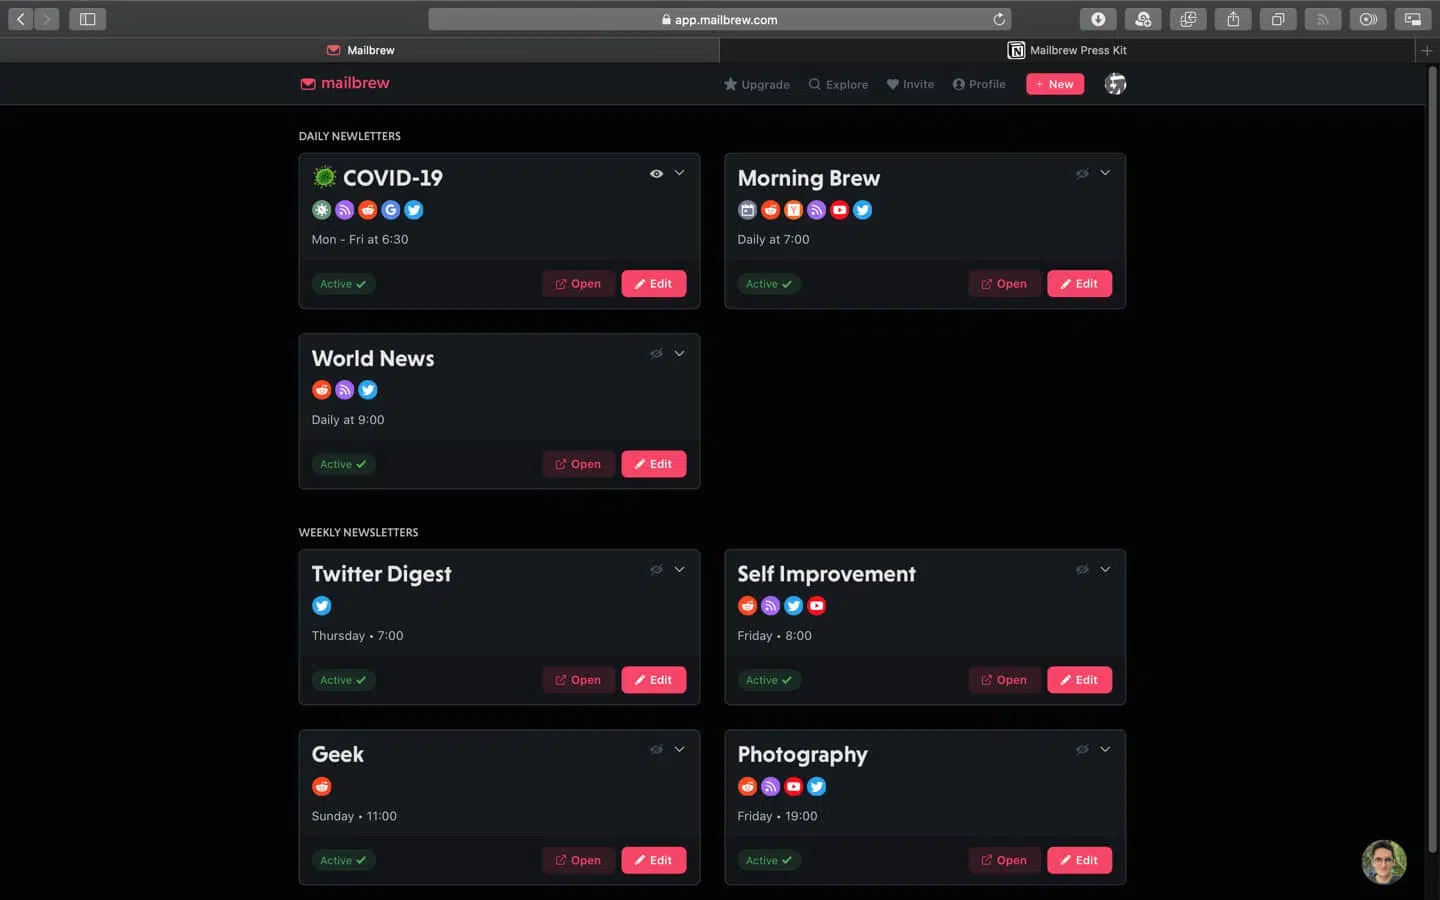 app.mailbrew.com
Mailbrew
Mailbrew Press Kit
mailbrew
Upgrade Explore Invite Profile + New
DAILY NEWLETTERS
COVID-19
Mon - Fri at 6:30
Active Open Edit
Morning Brew
Daily at 7:00
Active Open Edit
World News
Daily at 9:00
Active Open Edit
WEEKLY NEWSLETTERS
Twitter Digest
Thursday • 7:00
Active Open Edit
Self Improvement
Friday • 8:00
Active Open Edit
Geek
Sunday • 11:00
Active Open Edit
Photography
Friday • 19:00
Active Open Edit